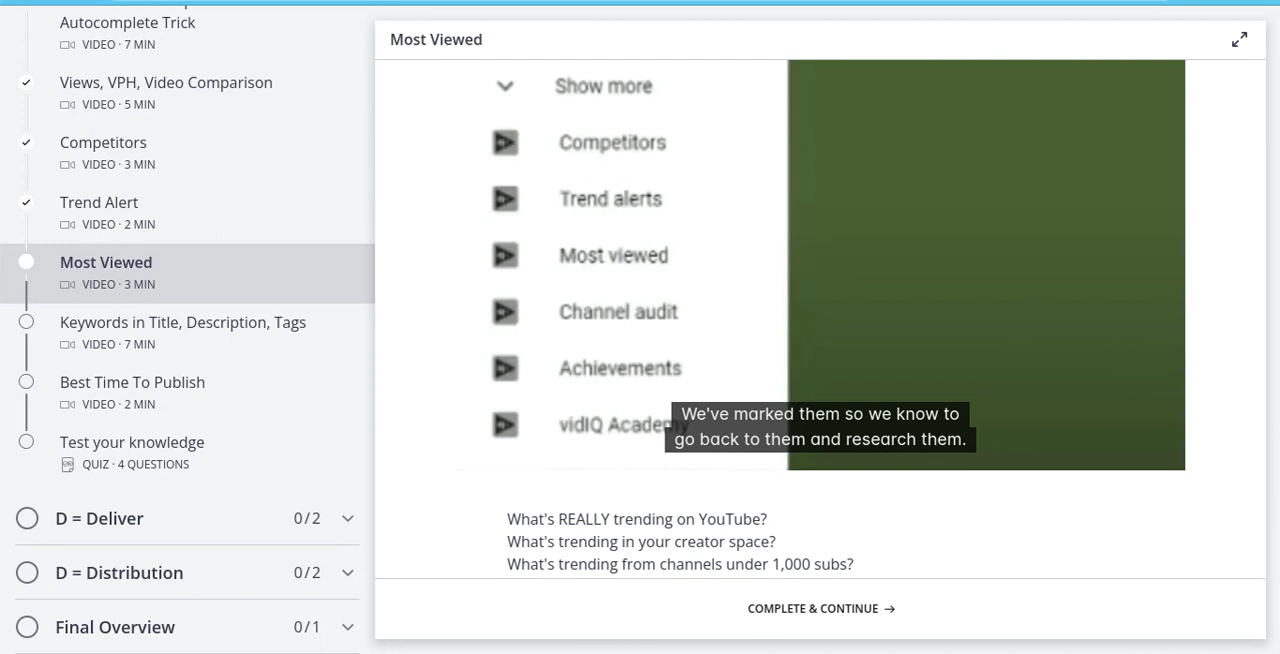 Autocomplete Trick
VIDEO · 7 MIN
Views, VPH, Video Comparison
VIDEO · 5 MIN
Competitors
VIDEO · 3 MIN
Trend Alert
VIDEO · 2 MIN
Most Viewed
VIDEO · 3 MIN
Keywords in Title, Description, Tags
VIDEO · 7 MIN
Best Time To Publish
VIDEO · 2 MIN
Test your knowledge
QUIZ · 4 QUESTIONS
D = Deliver 0/2
D = Distribution 0/2
Final Overview 0/1
Most Viewed
Show more
Competitors
Trend alerts
Most viewed
Channel audit
Achievements
vidIQ Academy
We've marked them so we know to
go back to them and research them.
What's REALLY trending on YouTube?
What's trending in your creator space?
What's trending from channels under 1,000 subs?
COMPLETE & CONTINUE →